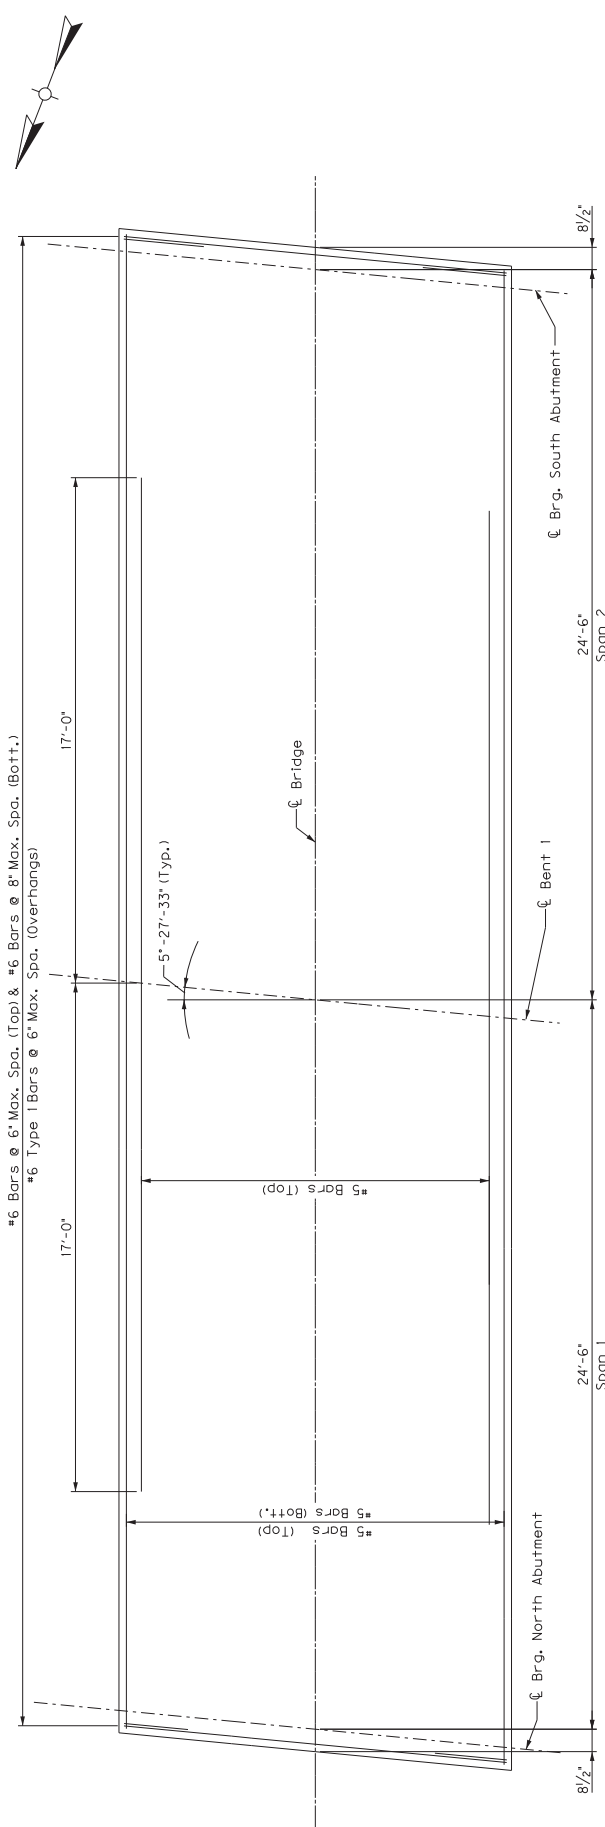 8½"
℄ Brg. South Abutment
24'-6"
Span 2
17'-0"
#6 Bars @ 6" Max. Spa. (Top) & #6 Bars @ 8" Max. Spa. (Bott.)
#6 Type 1 Bars @ 6" Max. Spa. (Overhangs)
℄ Bridge
5°-27'-33" (Typ.)
℄ Bent 1
#5 Bars (Top)
17'-0"
24'-6"
Span 1
#5 Bars (Bott.)
#5 Bars (Top)
℄ Brg. North Abutment
8½"